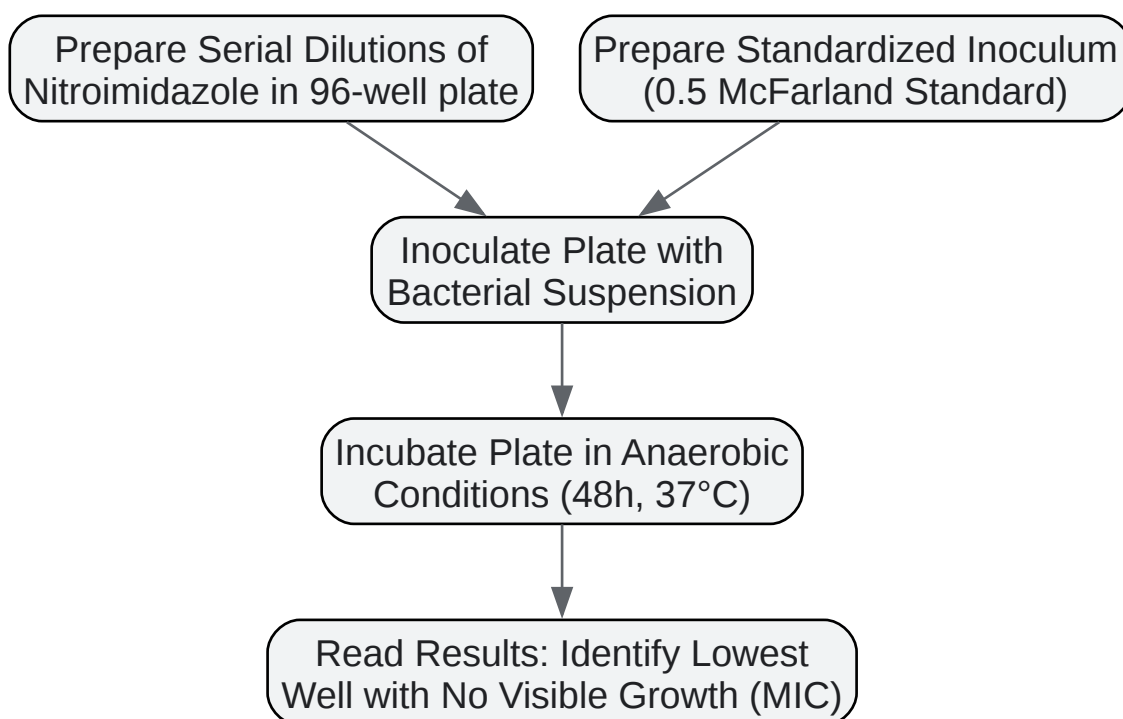 Prepare Serial Dilutions of
Nitroimidazole in 96-well plate
Prepare Standardized Inoculum
(0.5 McFarland Standard)
Inoculate Plate with
Bacterial Suspension
Incubate Plate in Anaerobic
Conditions (48h, 37°C)
Read Results: Identify Lowest
Well with No Visible Growth (MIC)